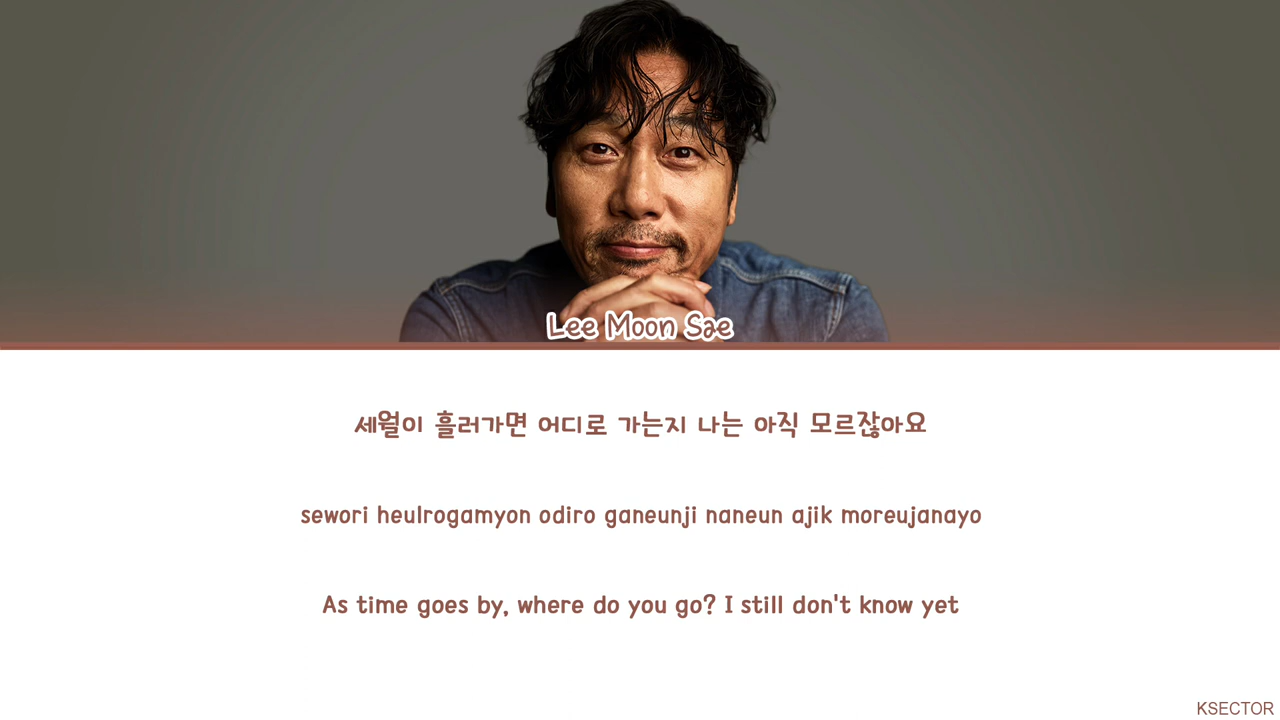 Lee Moon Sae
세월이 흘러가면 어디로 가는지 나는 아직 모르잖아요
sewori heulrogamyon odiro ganeunji naneun ajik moreujanayo
As time goes by, where do you go? I still don't know yet
KSECTOR